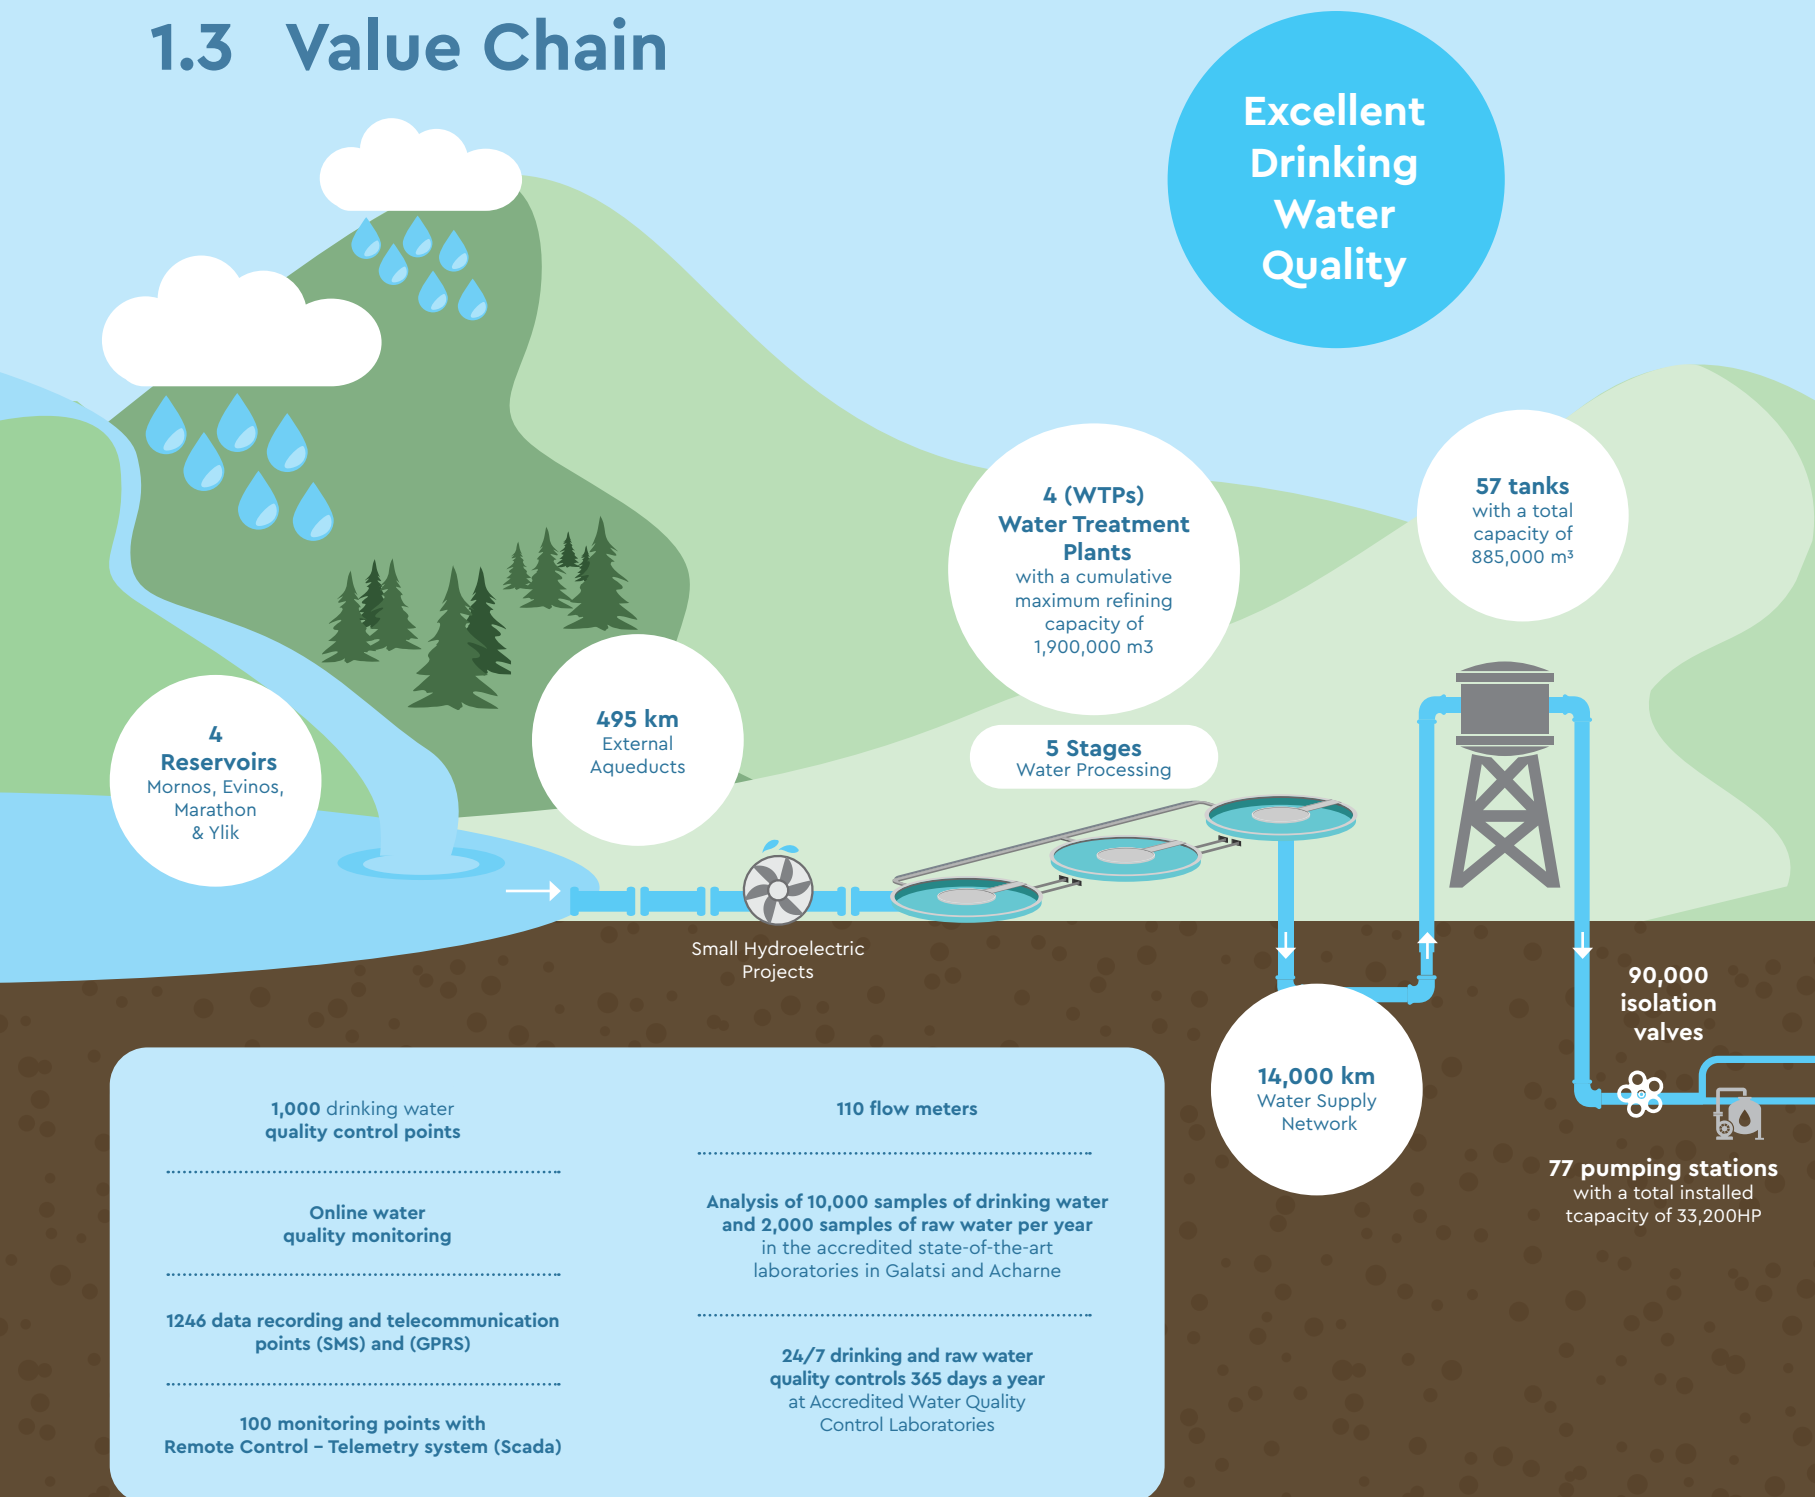 1.3 Value Chain
Excellent
Drinking
Water
Quality
4
Reservoirs
Mornos, Evinos,
Marathon
& Ylik
495 km
External
Aqueducts
4 (WTPs)
Water Treatment
Plants
with a cumulative
maximum refining
capacity of
1,900,000 m3
5 Stages
Water Processing
57 tanks
with a total
capacity of
885,000 m³
Small Hydroelectric
Projects
14,000 km
Water Supply
Network
90,000
isolation
valves
77 pumping stations
with a total installed
tcapacity of 33,200HP
1,000 drinking water
quality control points
Online water
quality monitoring
1246 data recording and telecommunication
points (SMS) and (GPRS)
100 monitoring points with
Remote Control – Telemetry system (Scada)
110 flow meters
Analysis of 10,000 samples of drinking water
and 2,000 samples of raw water per year
in the accredited state-of-the-art
laboratories in Galatsi and Acharne
24/7 drinking and raw water
quality controls 365 days a year
at Accredited Water Quality
Control Laboratories